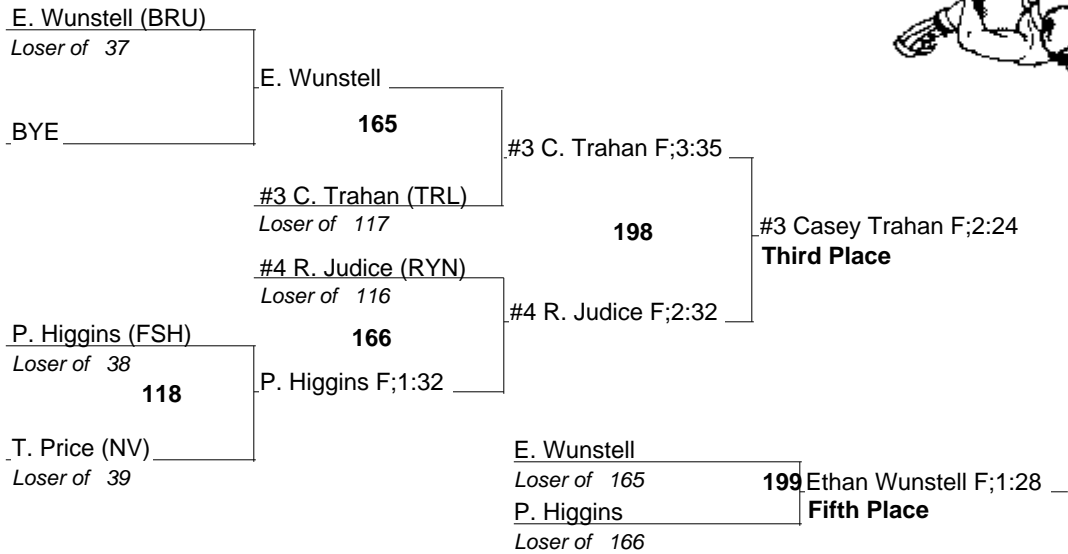 E. Wunstell (BRU)
Loser of 37
E. Wunstell
BYE
165
#3 C. Trahan F;3:35
#3 C. Trahan (TRL)
Loser of 117
198
#3 Casey Trahan F;2:24
Third Place
#4 R. Judice (RYN)
Loser of 116
#4 R. Judice F;2:32
P. Higgins (FSH)
Loser of 38
166
118
P. Higgins F;1:32
T. Price (NV)
Loser of 39
E. Wunstell
Loser of 165
199 Ethan Wunstell F;1:28
P. Higgins
Fifth Place
Loser of 166